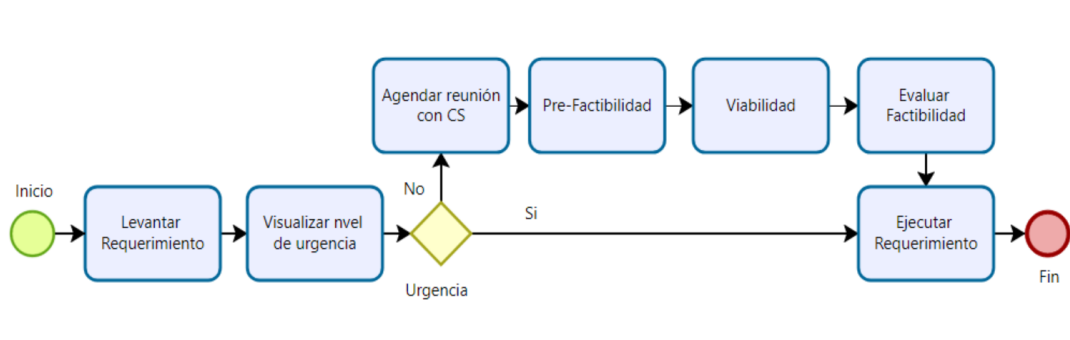 Agendar reunión
con CS
Pre-Factibilidad
Viabilidad
Evaluar
Factibilidad
No
Inicio
Levantar
Requerimiento
Visualizar nvel
de urgencia
Si
Ejecutar
Requerimiento
Urgencia
Fin